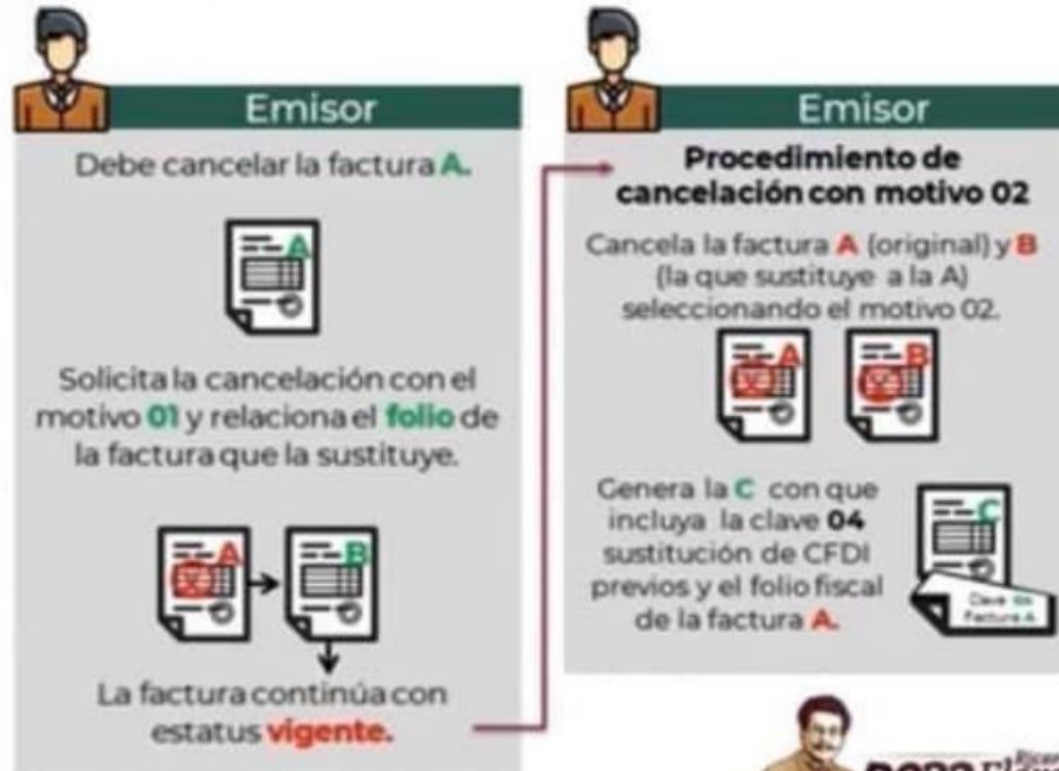 Emisor
Debe cancelar la factura A.
A
Solicita la cancelación con el
motivo 01 y relaciona el folio de
la factura que la sustituye.
A
B
La factura continúa con
estatus vigente.
Emisor
Procedimiento de
cancelación con motivo 02
Cancela la factura A (original) y B
(la que sustituye a la A)
seleccionando el motivo 02.
A
B
Genera la C con que
incluya la clave 04
sustitución de CFDI
previos y el folio fiscal
de la factura A.
C
Clave
Factura A